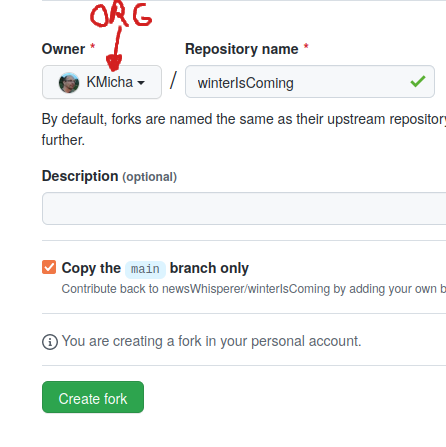 ORG
Owner *
Repository name *
KMicha
/
winterIsComing
By default, forks are named the same as their upstream repository
further.
Description (optional)
Copy the main branch only
Contribute back to newsWhisperer/winterIsComing by adding your own b
You are creating a fork in your personal account.
Create fork